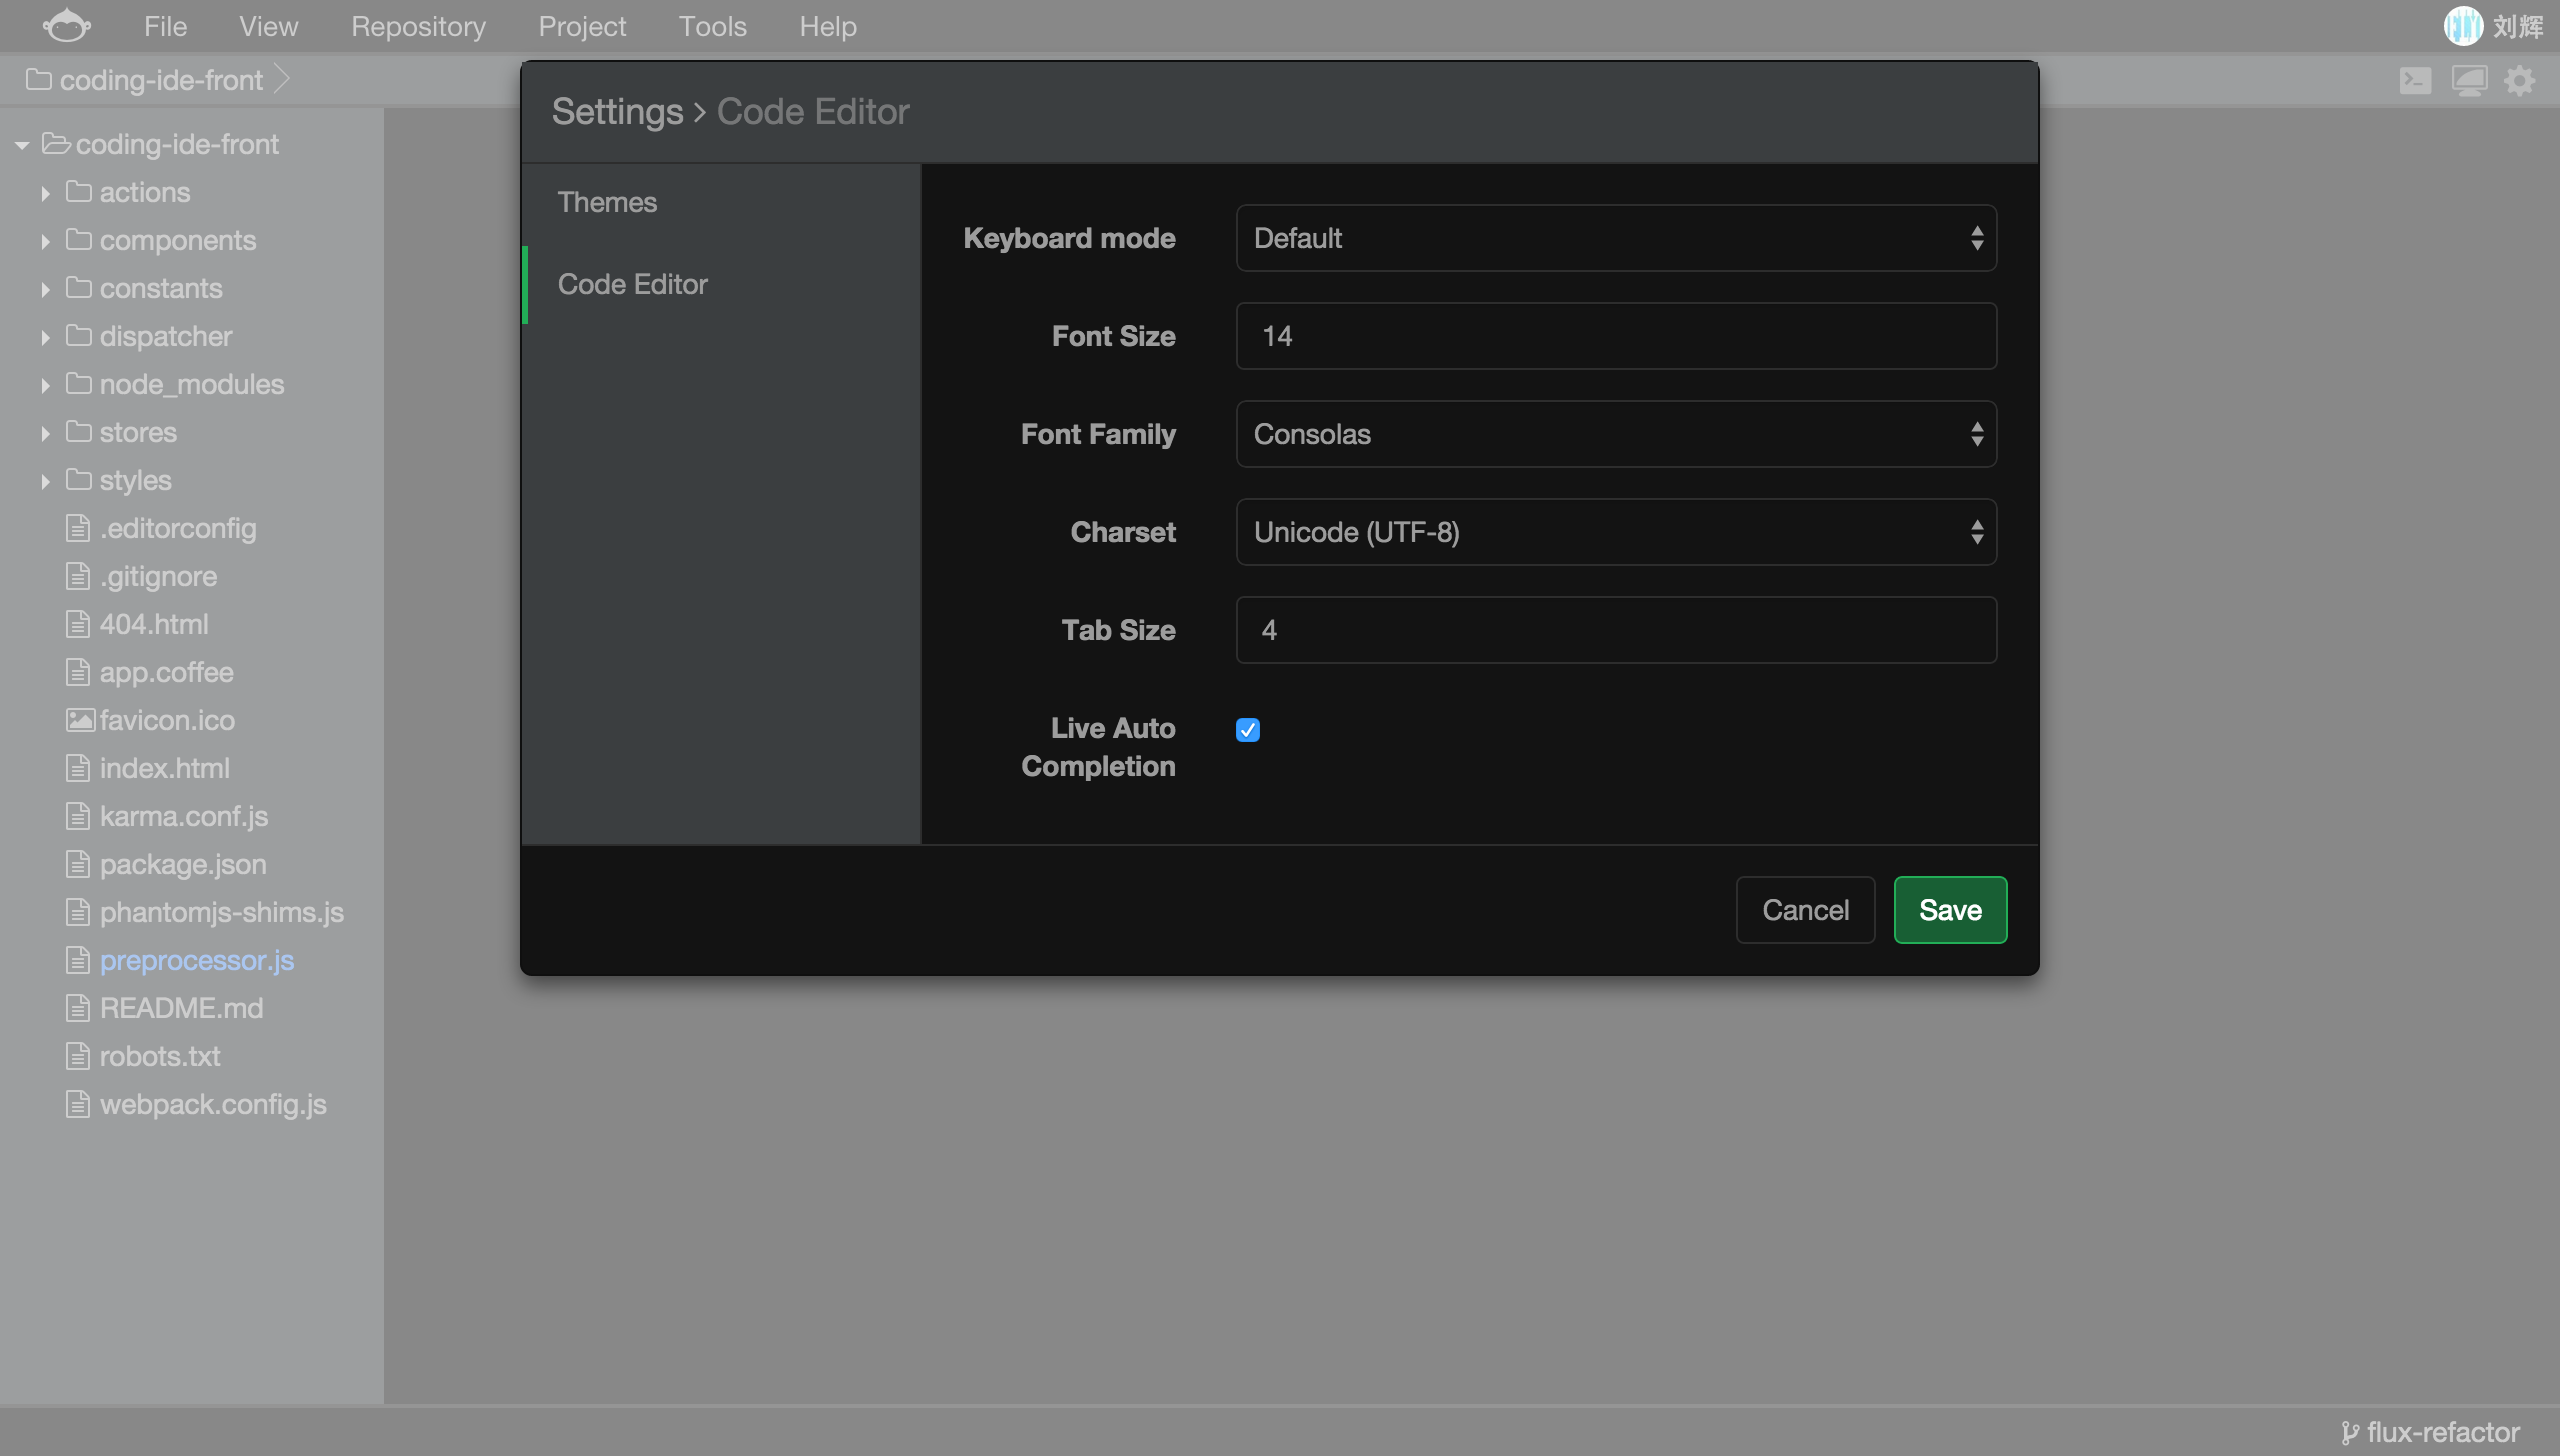 File View Repository Project Tools Help 刘辉
coding-ide-front
Settings > Code Editor
coding-ide-front
actions
components
constants
dispatcher
node_modules
stores
styles
.editorconfig
.gitignore
404.html
app.coffee
favicon.ico
index.html
karma.conf.js
package.json
phantomjs-shims.js
preprocessor.js
README.md
robots.txt
webpack.config.js
Themes
Code Editor
Keyboard mode Default
Font Size 14
Font Family Consolas
Charset Unicode (UTF-8)
Tab Size 4
Live Auto
Completion
Cancel Save
flux-refactor